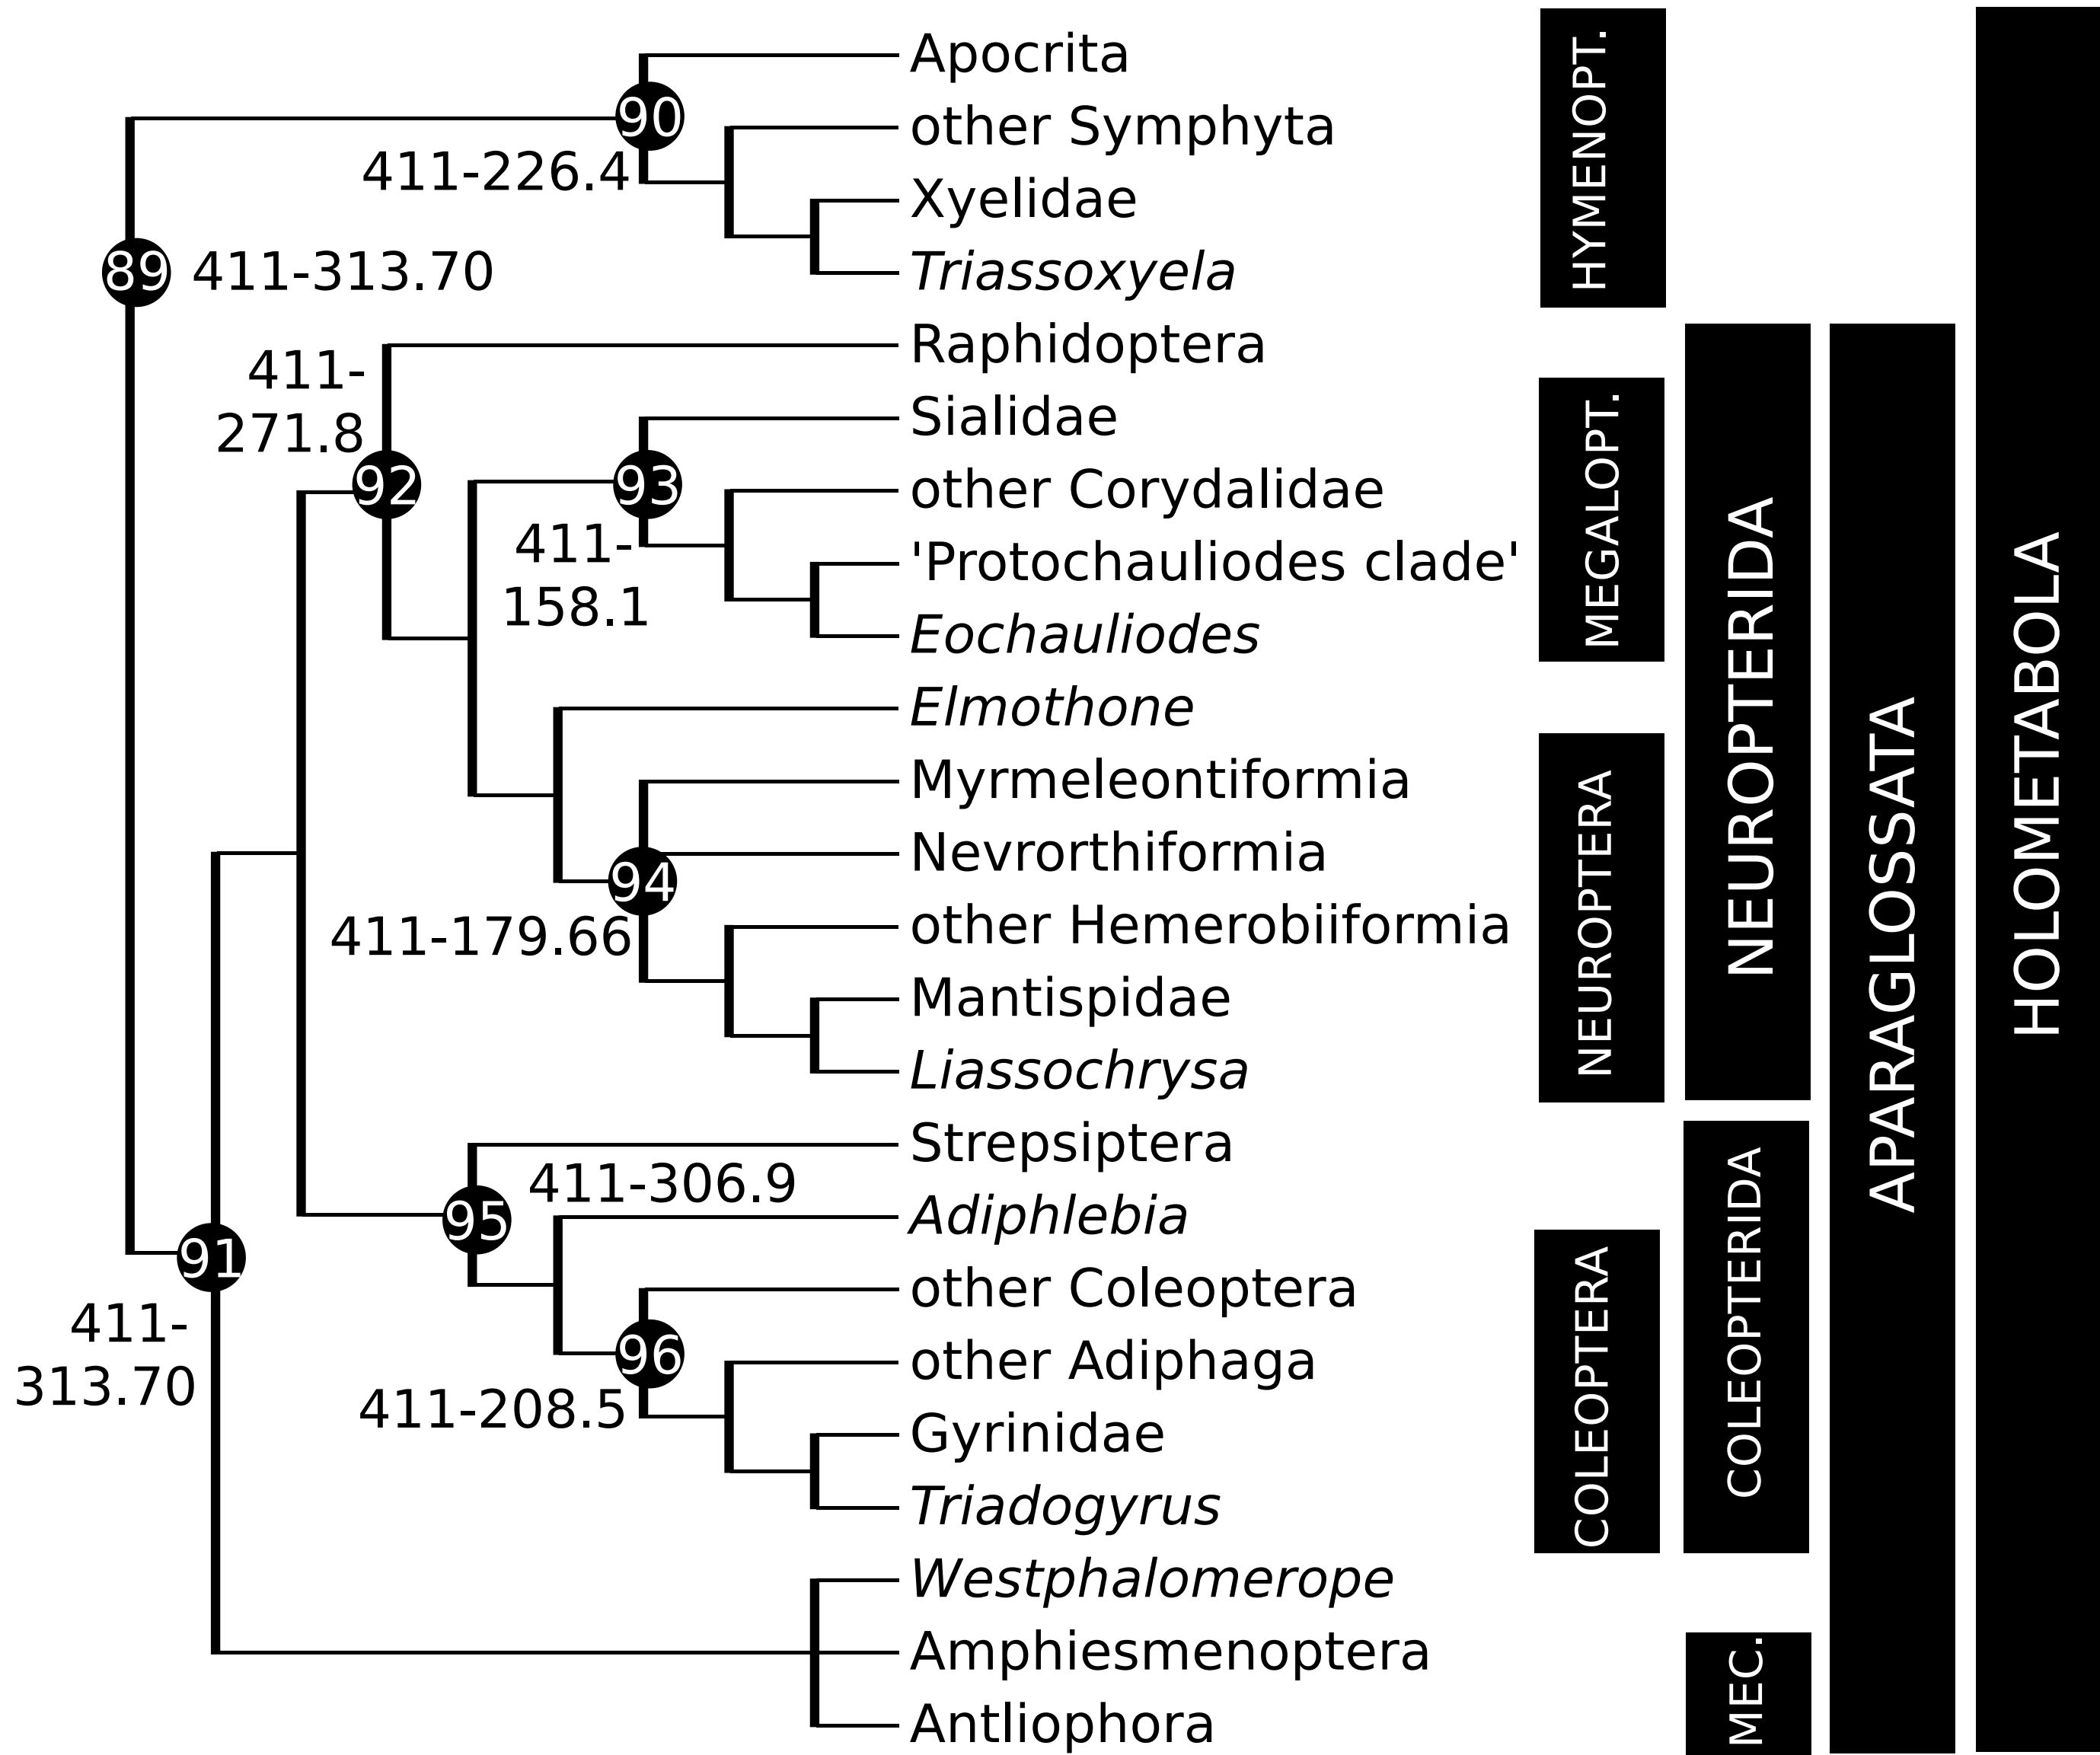 Apocrita
90
other Symphyta
411-226.4
Xyelidae
89
411-313.70
Triassoxyela
Raphidoptera
411-
271.8
Sialidae
92
93
other Corydalidae
411-
158.1
'Protochauliodes clade'
Eochauliodes
Elmothone
Myrmeleontiformia
Nevrorthiformia
94
411-179.66
other Hemerobiiformia
Mantispidae
Liassochrysa
Strepsiptera
411-306.9
95
Adiphlebia
91
other Coleoptera
411-
313.70
96
other Adiphaga
411-208.5
Gyrinidae
Triadogyrus
Westphalomerope
Amphiesmenoptera
Antliophora
HYMENOPT.
MEGALOPT.
NEUROPTERA
COLEOPTERA
NEUROPTERIDA
COLEOPTERIDA
MEC.
APARAGLOSSATA
HOLOMETABOLA